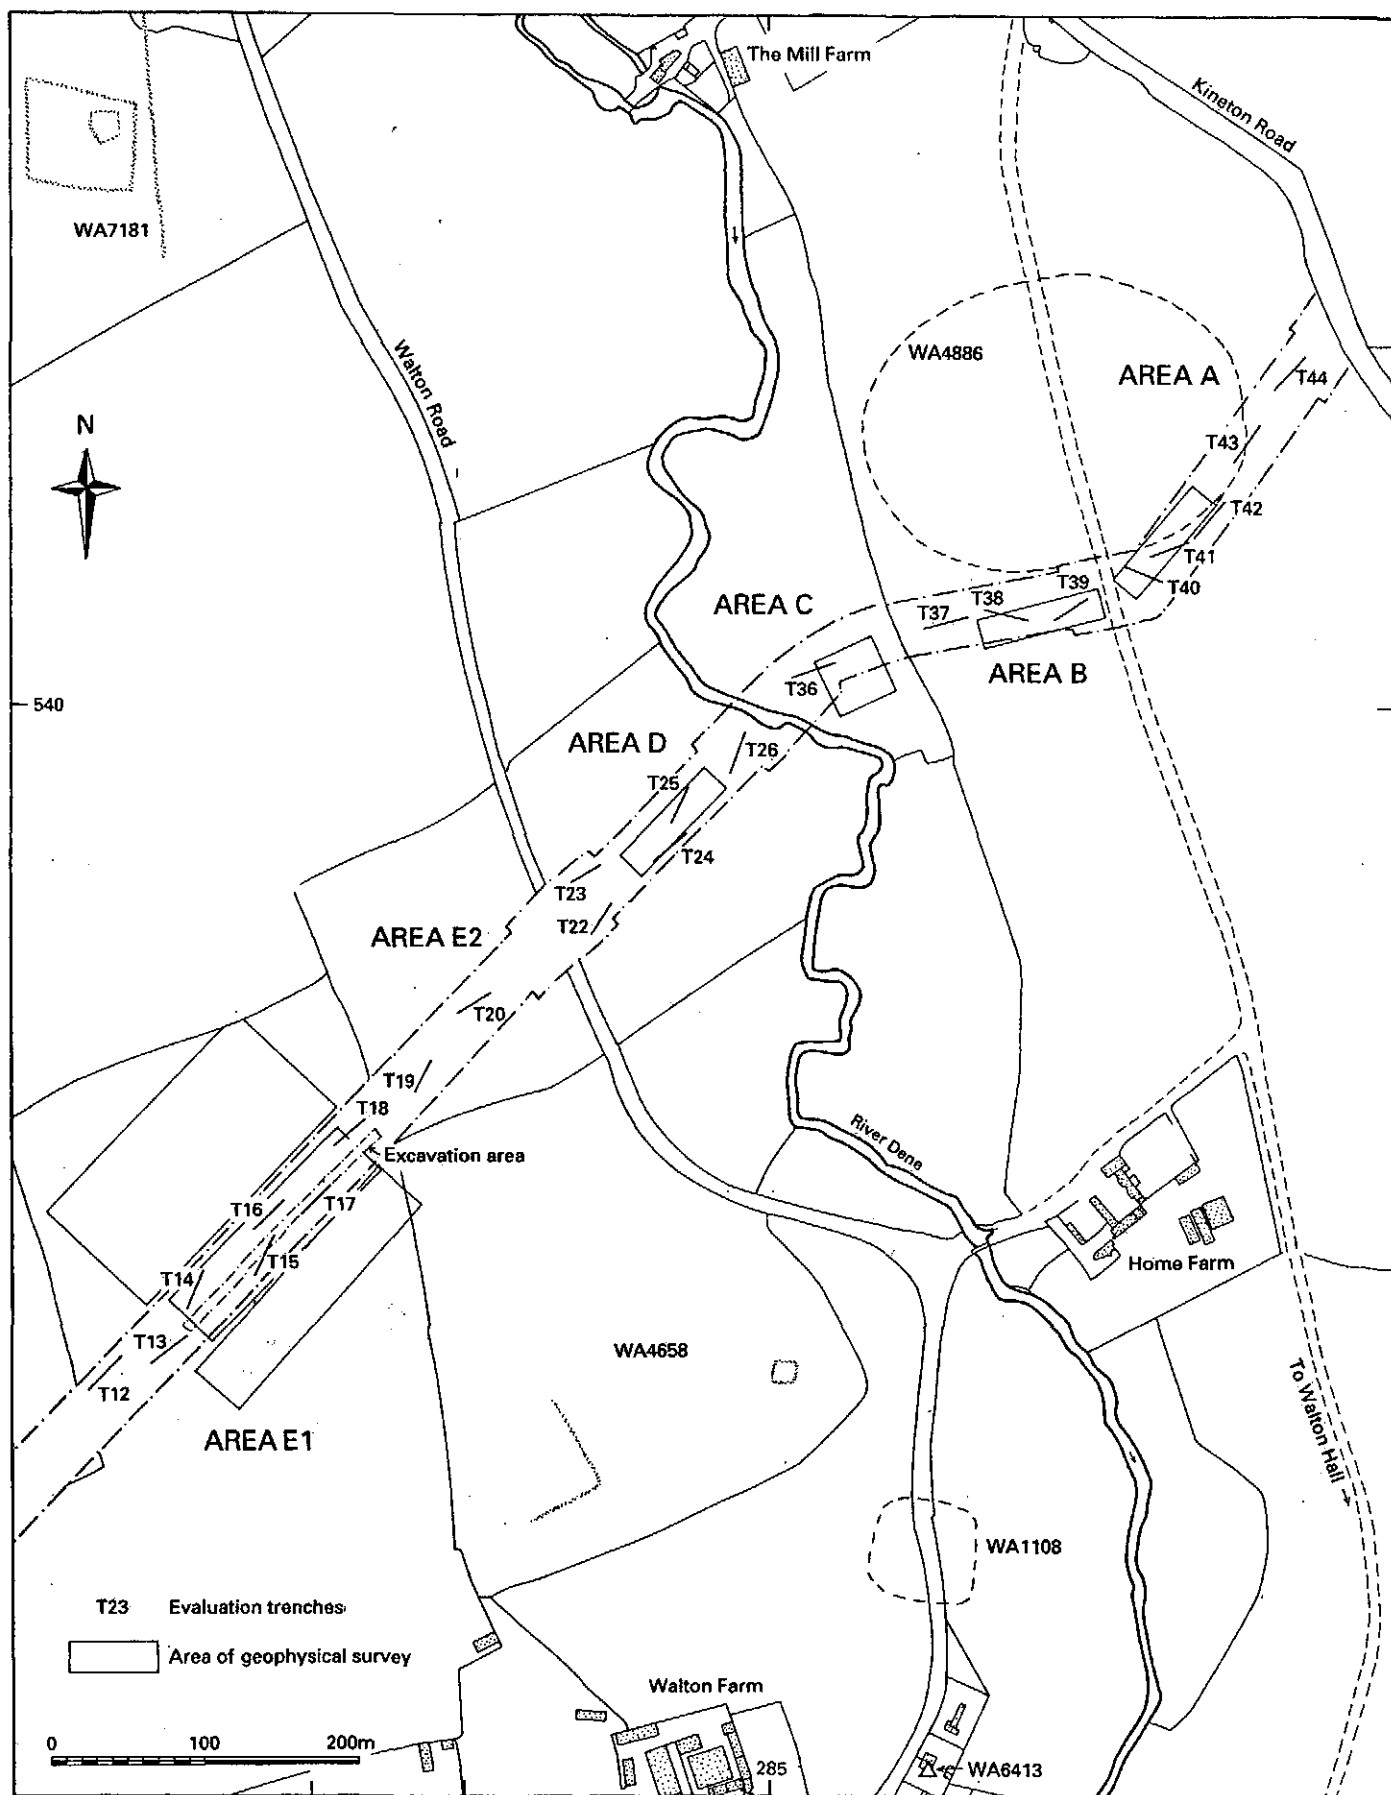 The Mill Farm
Kineton Road
WA7181
WA4886
Walton Road
AREA A
T44
N
T43
T42
T41
T40
T39
T38
T37
AREA C
AREA B
T36
540
AREA D
T26
T25
T24
T23
T22
AREA E2
T20
T19
T18
Excavation area
River Dene
T17
T16
T15
T14
Home Farm
T13
T12
WA4658
To Walton Hall
AREA E1
WA1108
T23 Evaluation trenches
Area of geophysical survey
Walton Farm
0 100 200m
285
WA6413